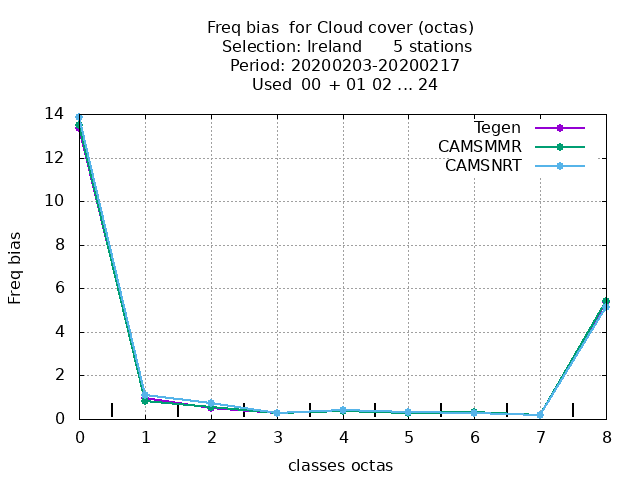 Freq bias  for Cloud cover (octas)
Selection: Ireland      5 stations
Period: 20200203-20200217
Used  00 + 01 02 ... 24
14
12
10
8
6
4
2
0
Freq bias
Tegen
CAMSMMR
CAMSNRT
0 1 2 3 4 5 6 7 8
classes octas